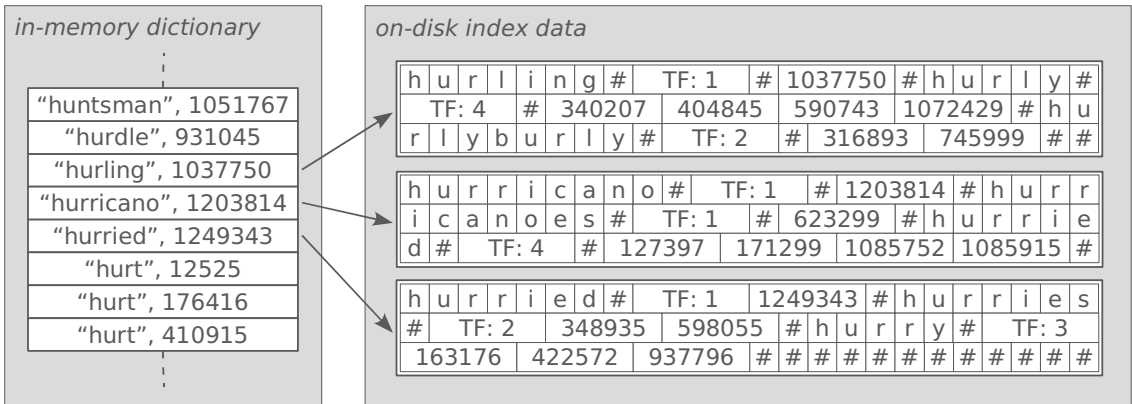 in-memory dictionary
“huntsman”, 1051767
“hurdle”, 931045
“hurling”, 1037750
“hurricano”, 1203814
“hurried”, 1249343
“hurt”, 12525
“hurt”, 176416
“hurt”, 410915
on-disk index data
h u r l i n g # TF: 1 # 1037750 # h u r l y #
TF: 4 # 340207 404845 590743 1072429 # h u
r l y b u r l y # TF: 2 # 316893 745999 # #
h u r r i c a n o # TF: 1 # 1203814 # h u r r
i c a n o e s # TF: 1 # 623299 # h u r r i e
d # TF: 4 # 127397 171299 1085752 1085915 #
h u r r i e d # TF: 1 1249343 # h u r r i e s
# TF: 2 348935 598055 # h u r r y # TF: 3
163176 422572 937796 # # # # # # # # # # # #